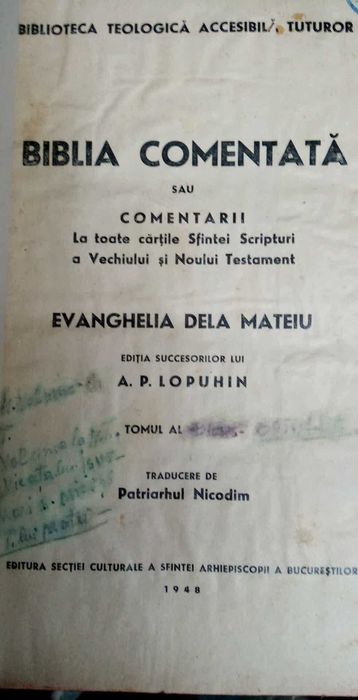 BIBLIOTECA TEOLOGICĂ ACCESIBILĂ TUTUROR
BIBLIA COMENTATĂ
SAU
COMENTARII
La toate cărțile Sfintei Scripturi
a Vechiului și Noului Testament
EVANGHELIA DELA MATEIU
EDIȚIA SUCCESORILOR LUI
A. P. LOPUHIN
TOMUL AL
TRADUCERE DE
Patriarhul Nicodim
EDITURA SECȚIEI CULTURALE A SFINTEI ARHIEPISCOPII A BUCUREȘTILOR
1948